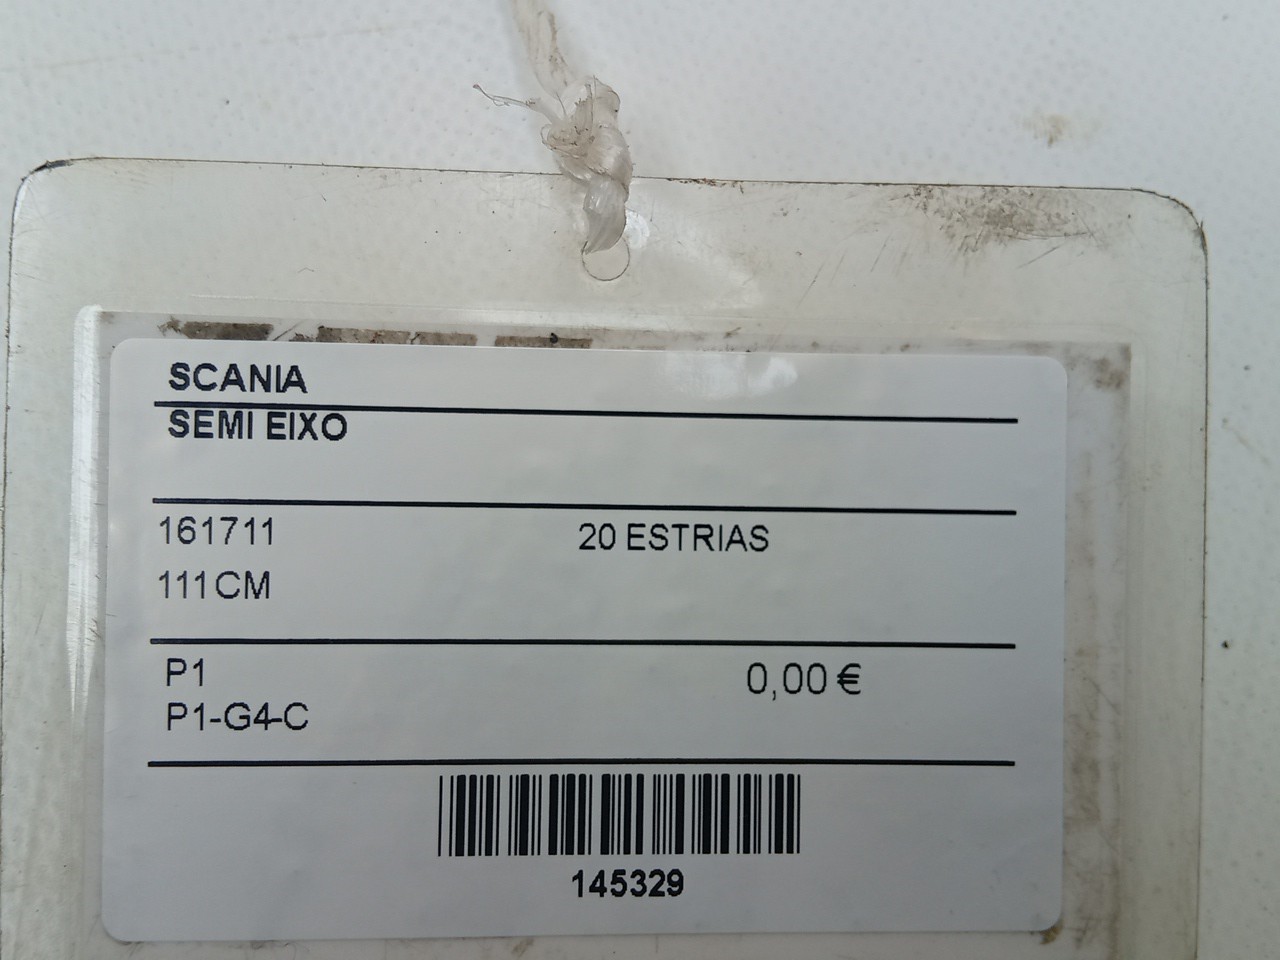 SCANIA
SEMI EIXO
161711 20 ESTRIAS
111CM
P1 0,00 €
P1-G4-C
145329